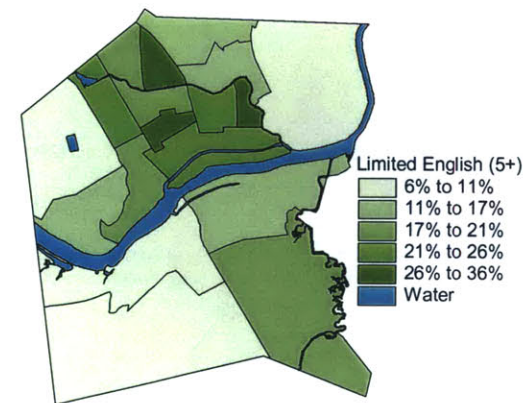 Limited English (5+)
6% to 11%
11% to 17%
17% to 21%
21% to 26%
26% to 36%
Water